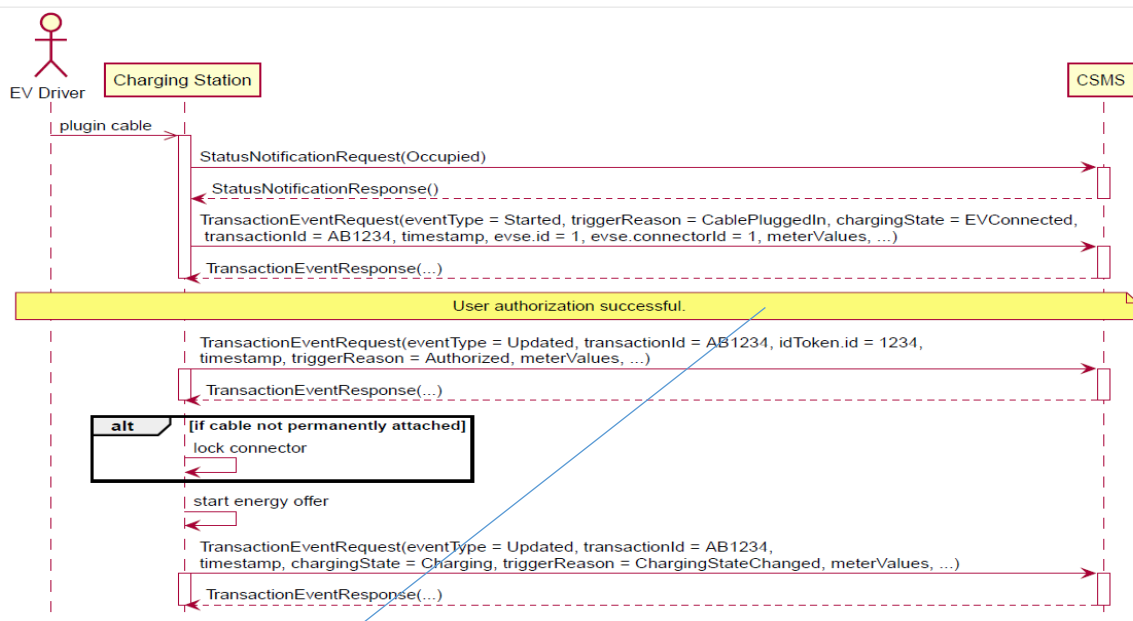 EV Driver
Charging Station
CSMS
plugin cable
StatusNotificationRequest(Occupied)
StatusNotificationResponse()
TransactionEventRequest(eventType = Started, triggerReason = CablePluggedIn, chargingState = EVConnected,
transactionId = AB1234, timestamp, evse.id = 1, evse.connectorId = 1, meterValues, ...)
TransactionEventResponse(...)
User authorization successful.
TransactionEventRequest(eventType = Updated, transactionId = AB1234, idToken.id = 1234,
timestamp, triggerReason = Authorized, meterValues, ...)
TransactionEventResponse(...)
alt [if cable not permanently attached]
lock connector
start energy offer
TransactionEventRequest(eventType = Updated, transactionId = AB1234,
timestamp, chargingState = Charging, triggerReason = ChargingStateChanged, meterValues, ...)
TransactionEventResponse(...)